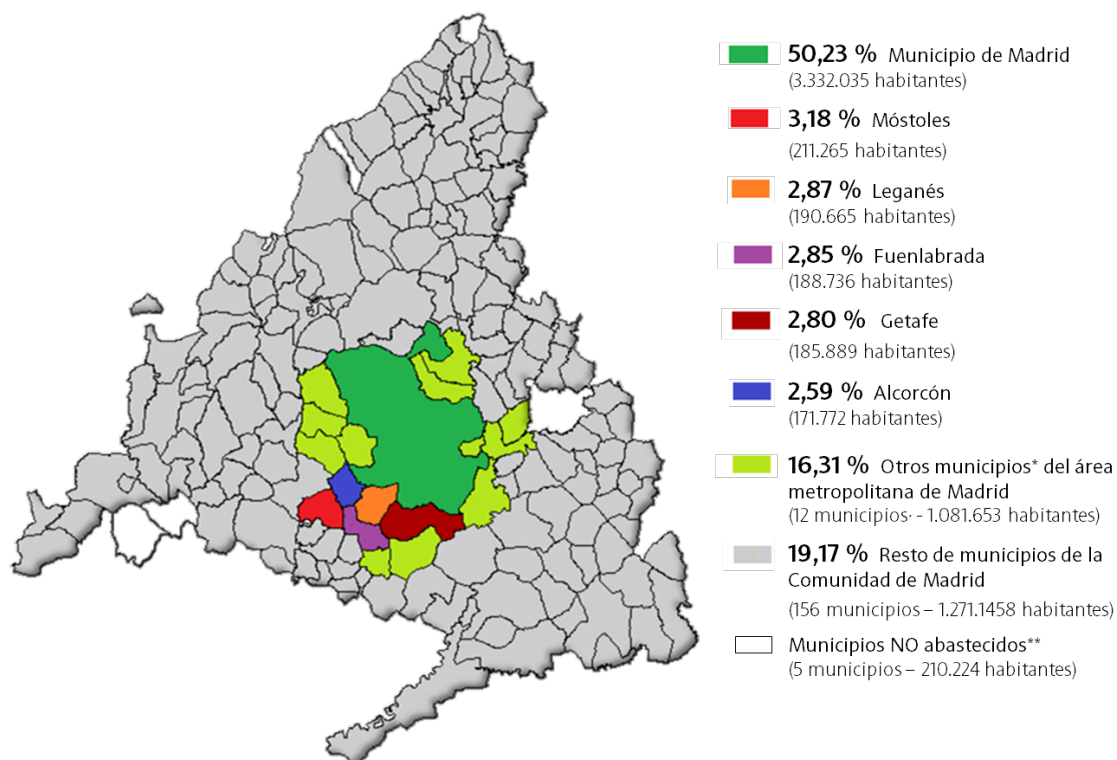 50,23 % Municipio de Madrid
(3.332.035 habitantes)
3,18 % Móstoles
(211.265 habitantes)
2,87 % Leganés
(190.665 habitantes)
2,85 % Fuenlabrada
(188.736 habitantes)
2,80 % Getafe
(185.889 habitantes)
2,59 % Alcorcón
(171.772 habitantes)
16,31 % Otros municipios* del área
metropolitana de Madrid
(12 municipios· - 1.081.653 habitantes)
19,17 % Resto de municipios de la
Comunidad de Madrid
(156 municipios – 1.271.1458 habitantes)
Municipios NO abastecidos**
(5 municipios – 210.224 habitantes)